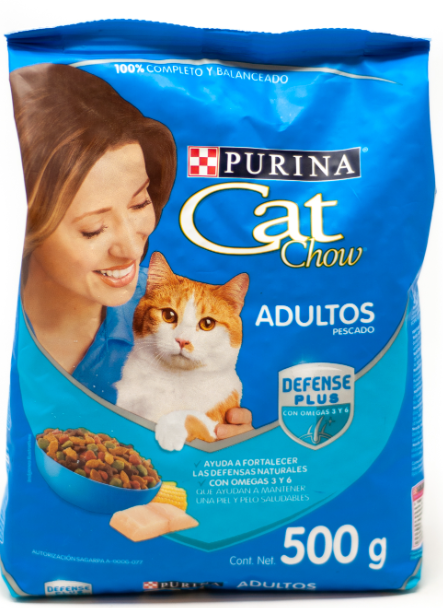 100% COMPLETO Y BALANCEADO
PURINA
Cat
Chow
ADULTOS
PESCADO
DEFENSE
PLUS
CON OMEGAS 3 Y 6
AYUDA A FORTALECER
LAS DEFENSAS NATURALES
CON OMEGAS 3 Y 6
QUE AYUDAN A MANTENER
UNA PIEL Y PELO SALUDABLES
Cont. Net. 500 g
DEFENSE
PURINA
ADULTOS